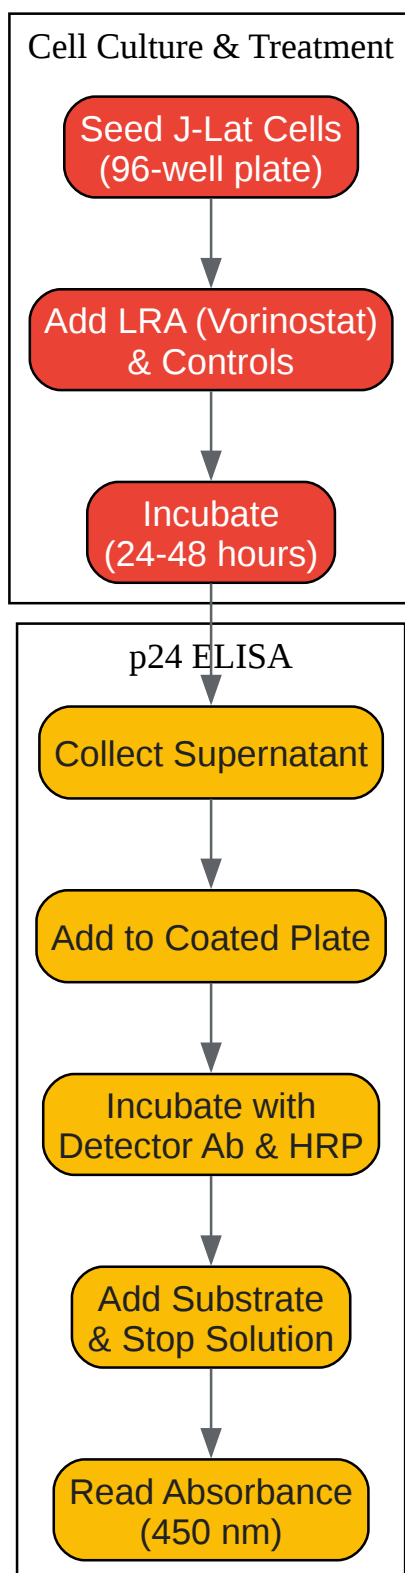 Cell Culture & Treatment
Seed J-Lat Cells
(96-well plate)
Add LRA (Vorinostat)
& Controls
Incubate
(24-48 hours)
p24 ELISA
Collect Supernatant
Add to Coated Plate
Incubate with
Detector Ab & HRP
Add Substrate
& Stop Solution
Read Absorbance
(450 nm)